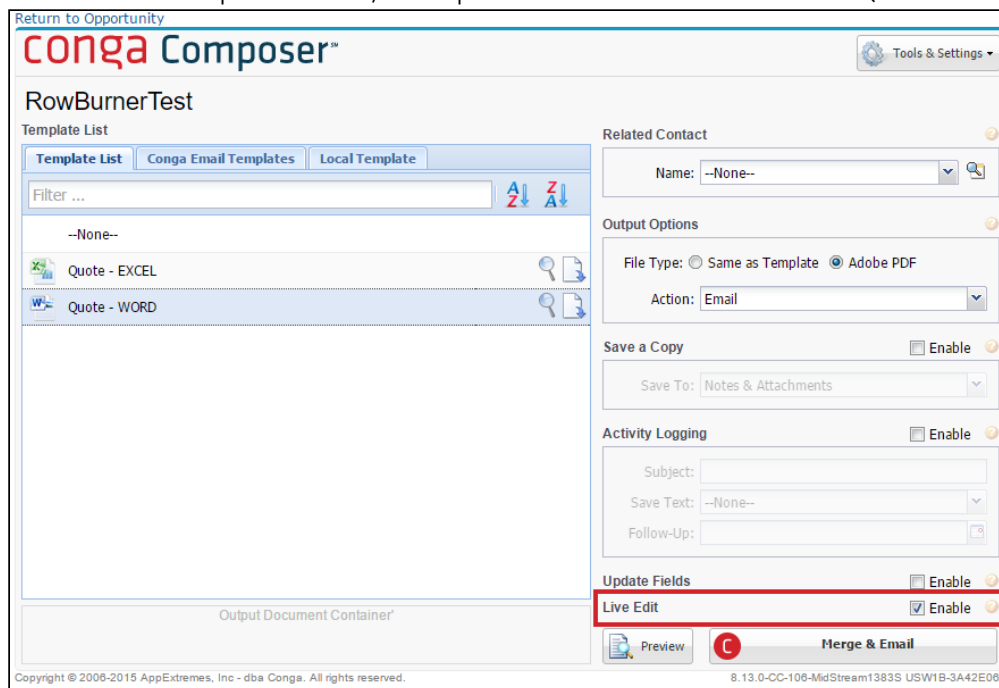 Return to Opportunity
conga Composer™
Tools & Settings
RowBurnerTest
Template List
Template List Conga Email Templates Local Template
Filter ...
A Z Z A
--None--
Quote - EXCEL
Quote - WORD
Output Document Container'
Related Contact
Name: --None--
Output Options
File Type: Same as Template Adobe PDF
Action: Email
Save a Copy Enable
Save To: Notes & Attachments
Activity Logging Enable
Subject:
Save Text: --None--
Follow-Up:
Update Fields Enable
Live Edit Enable
Preview C Merge & Email
Copyright © 2006-2015 AppExtremes, Inc - dba Conga. All rights reserved. 8.13.0-CC-106-MidStream1383S USW1B-3A42E06